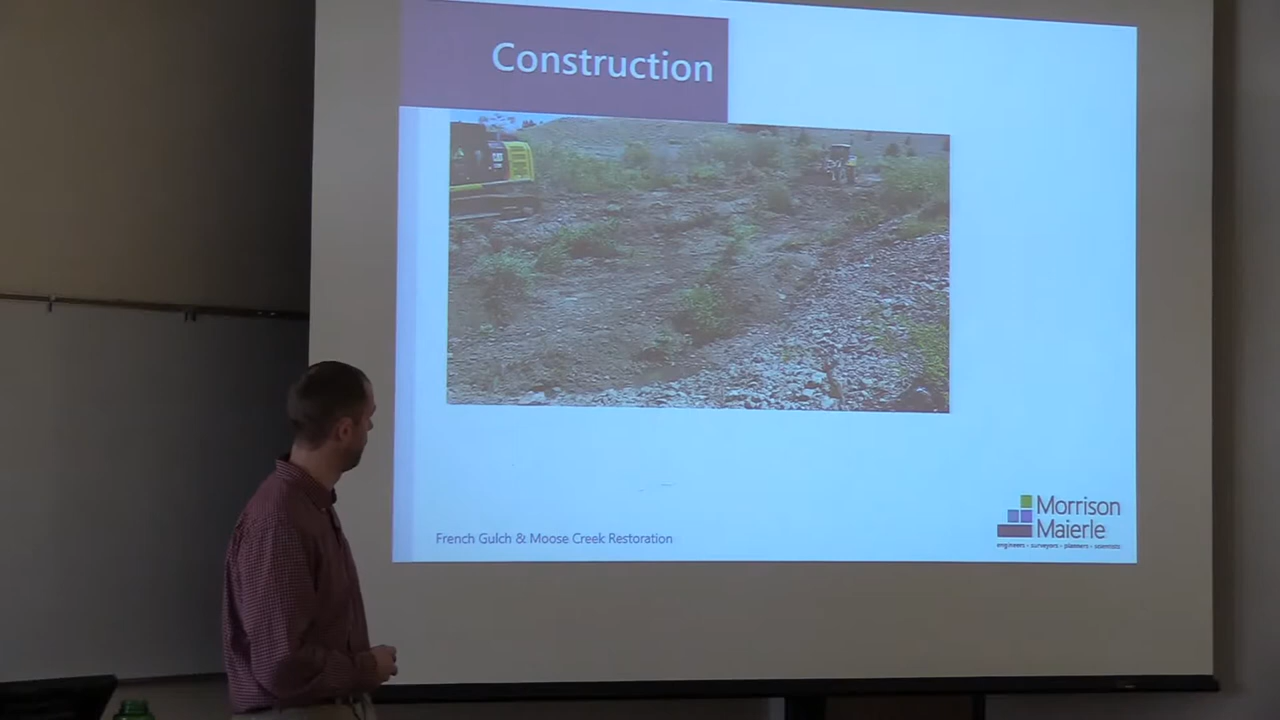 Construction
French Gulch & Moose Creek Restoration
Morrison
Maierle
engineers • surveyors • planners • scientists